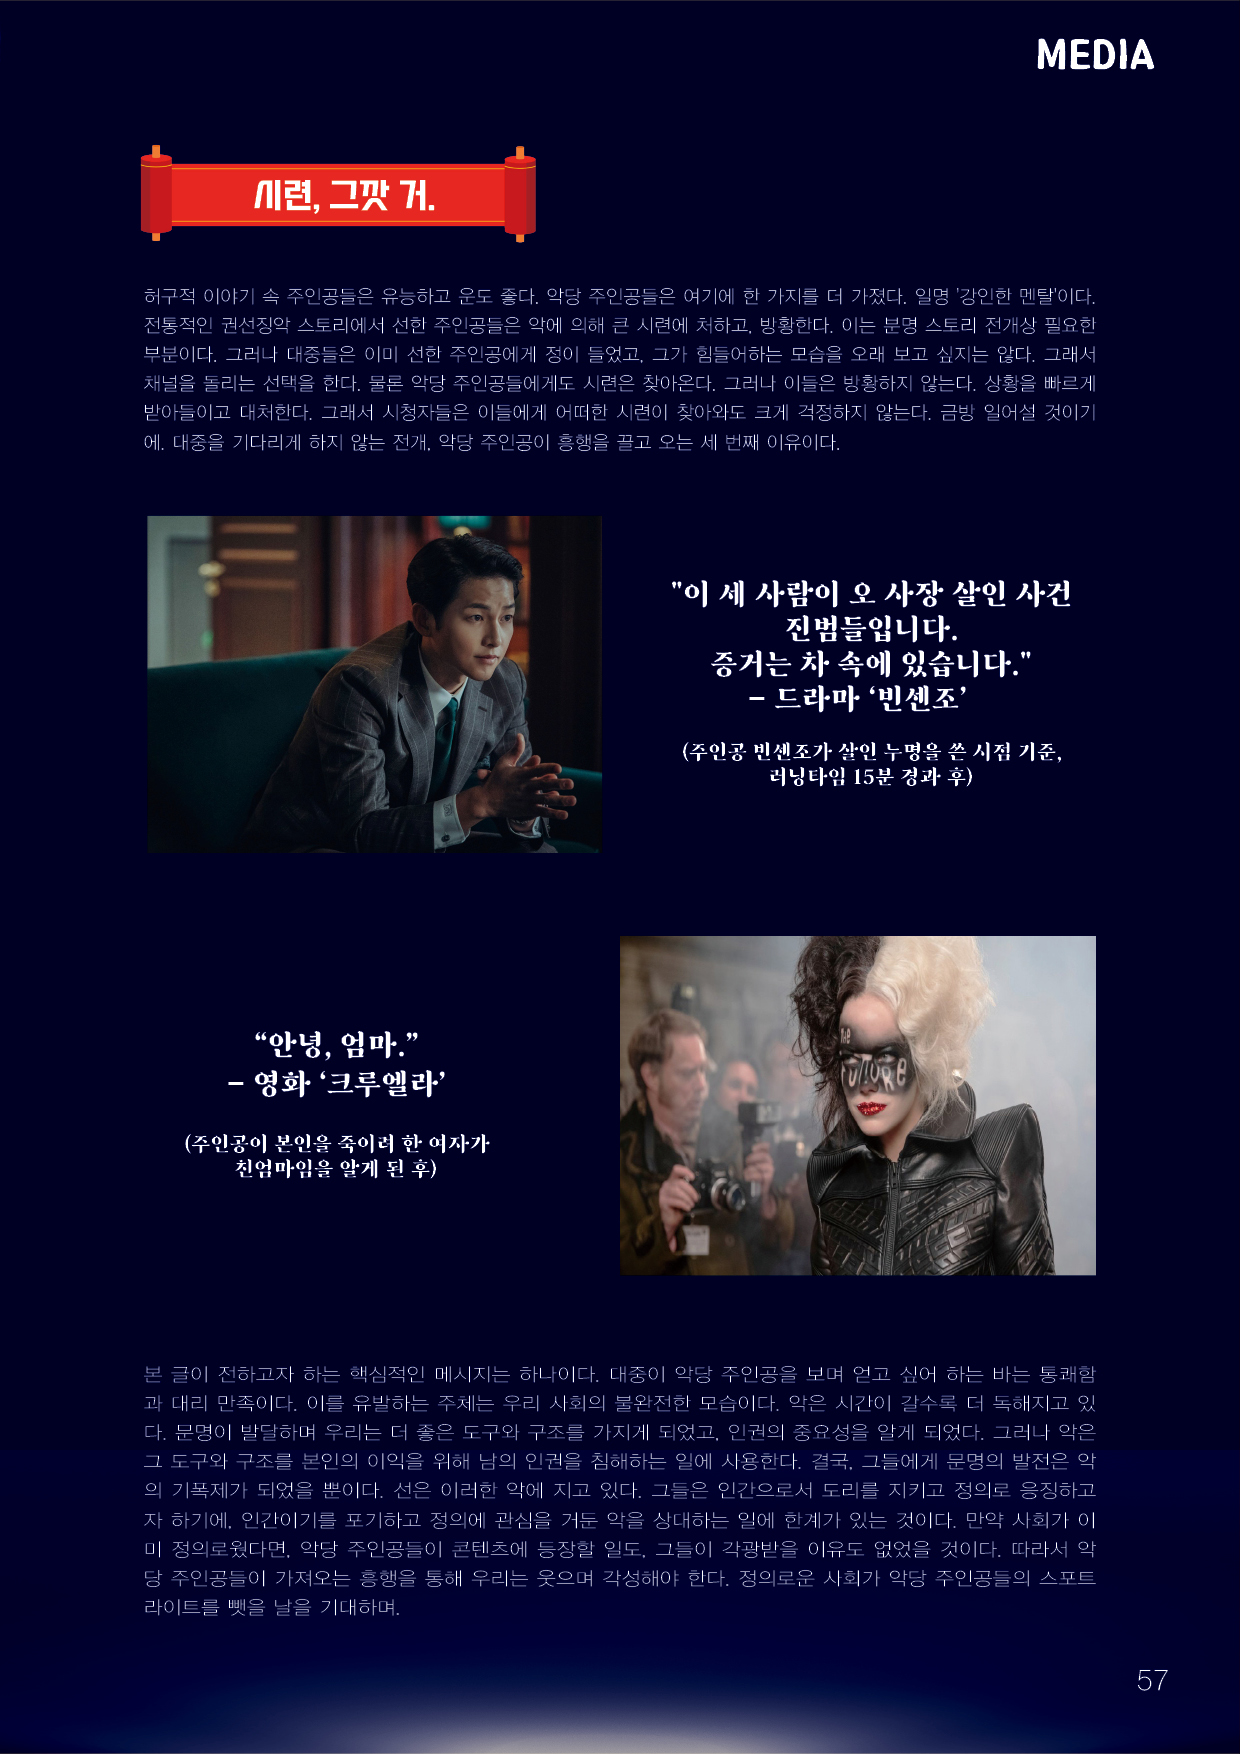 MEDIA
시련, 그깟 거.
허구적 이야기 속 주인공들은 유능하고 운도 좋다. 악당 주인공들은 여기에 한 가지를 더 가졌다. 일명 '강인한 멘탈'이다.
전통적인 권선징악 스토리에서 선한 주인공들은 악에 의해 큰 시련에 처하고, 방황한다. 이는 분명 스토리 전개상 필요한
부분이다. 그러나 대중들은 이미 선한 주인공에게 정이 들었고, 그가 힘들어하는 모습을 오래 보고 싶지는 않다. 그래서
채널을 돌리는 선택을 한다. 물론 악당 주인공들에게도 시련은 찾아온다. 그러나 이들은 방황하지 않는다. 상황을 빠르게
받아들이고 대처한다. 그래서 시청자들은 이들에게 어떠한 시련이 찾아와도 크게 걱정하지 않는다. 금방 일어설 것이기
에. 대중을 기다리게 하지 않는 전개, 악당 주인공이 흥행을 끌고 오는 세 번째 이유이다.
"이 세 사람이 오 사장 살인 사건
진범들입니다.
증거는 차 속에 있습니다."
– 드라마 ‘빈센조’
(주인공 빈센조가 살인 누명을 쓴 시점 기준,
러닝타임 15분 경과 후)
“안녕, 엄마.”
– 영화 ‘크루엘라’
(주인공이 본인을 죽이려 한 여자가
친엄마임을 알게 된 후)
THE
FUTURE
본 글이 전하고자 하는 핵심적인 메시지는 하나이다. 대중이 악당 주인공을 보며 얻고 싶어 하는 바는 통쾌함
과 대리 만족이다. 이를 유발하는 주체는 우리 사회의 불완전한 모습이다. 악은 시간이 갈수록 더 독해지고 있
다. 문명이 발달하며 우리는 더 좋은 도구와 구조를 가지게 되었고, 인권의 중요성을 알게 되었다. 그러나 악은
그 도구와 구조를 본인의 이익을 위해 남의 인권을 침해하는 일에 사용한다. 결국, 그들에게 문명의 발전은 악
의 기폭제가 되었을 뿐이다. 선은 이러한 악에 지고 있다. 그들은 인간으로서 도리를 지키고 정의로 응징하고
자 하기에, 인간이기를 포기하고 정의에 관심을 거둔 악을 상대하는 일에 한계가 있는 것이다. 만약 사회가 이
미 정의로웠다면, 악당 주인공들이 콘텐츠에 등장할 일도, 그들이 각광받을 이유도 없었을 것이다. 따라서 악
당 주인공들이 가져오는 흥행을 통해 우리는 웃으며 각성해야 한다. 정의로운 사회가 악당 주인공들의 스포트
라이트를 뺏을 날을 기대하며.
57